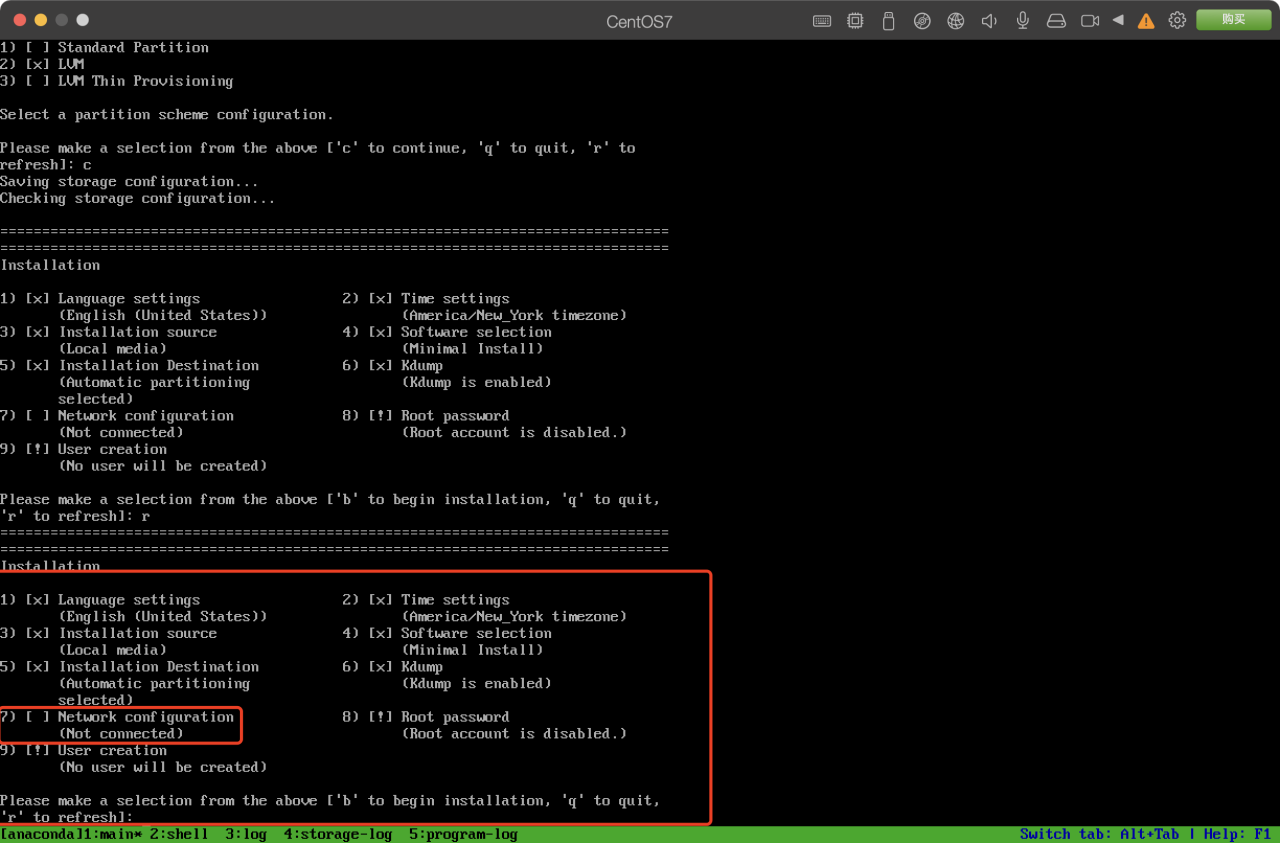 CentOS7
购买
1) [ ] Standard Partition
2) [x] LVM
3) [ ] LVM Thin Provisioning
Select a partition scheme configuration.
Please make a selection from the above ['c' to continue, 'q' to quit, 'r' to
refresh]: c
Saving storage configuration...
Checking storage configuration...
================================================================================
================================================================================
Installation
1) [x] Language settings 2) [x] Time settings
(English (United States)) (America/New_York timezone)
3) [x] Installation source 4) [x] Software selection
(Local media) (Minimal Install)
5) [x] Installation Destination 6) [x] Kdump
(Automatic partitioning (Kdump is enabled)
selected)
7) [ ] Network configuration 8) [!] Root password
(Not connected) (Root account is disabled.)
9) [!] User creation
(No user will be created)
Please make a selection from the above ['b' to begin installation, 'q' to quit,
'r' to refresh]: r
================================================================================
================================================================================
Installation
1) [x] Language settings 2) [x] Time settings
(English (United States)) (America/New_York timezone)
3) [x] Installation source 4) [x] Software selection
(Local media) (Minimal Install)
5) [x] Installation Destination 6) [x] Kdump
(Automatic partitioning (Kdump is enabled)
selected)
7) [ ] Network configuration 8) [!] Root password
(Not connected) (Root account is disabled.)
9) [!] User creation
(No user will be created)
Please make a selection from the above ['b' to begin installation, 'q' to quit,
'r' to refresh]:
[anaconda]1:main* 2:shell 3:log 4:storage-log 5:program-log Switch tab: Alt+Tab | Help: F1